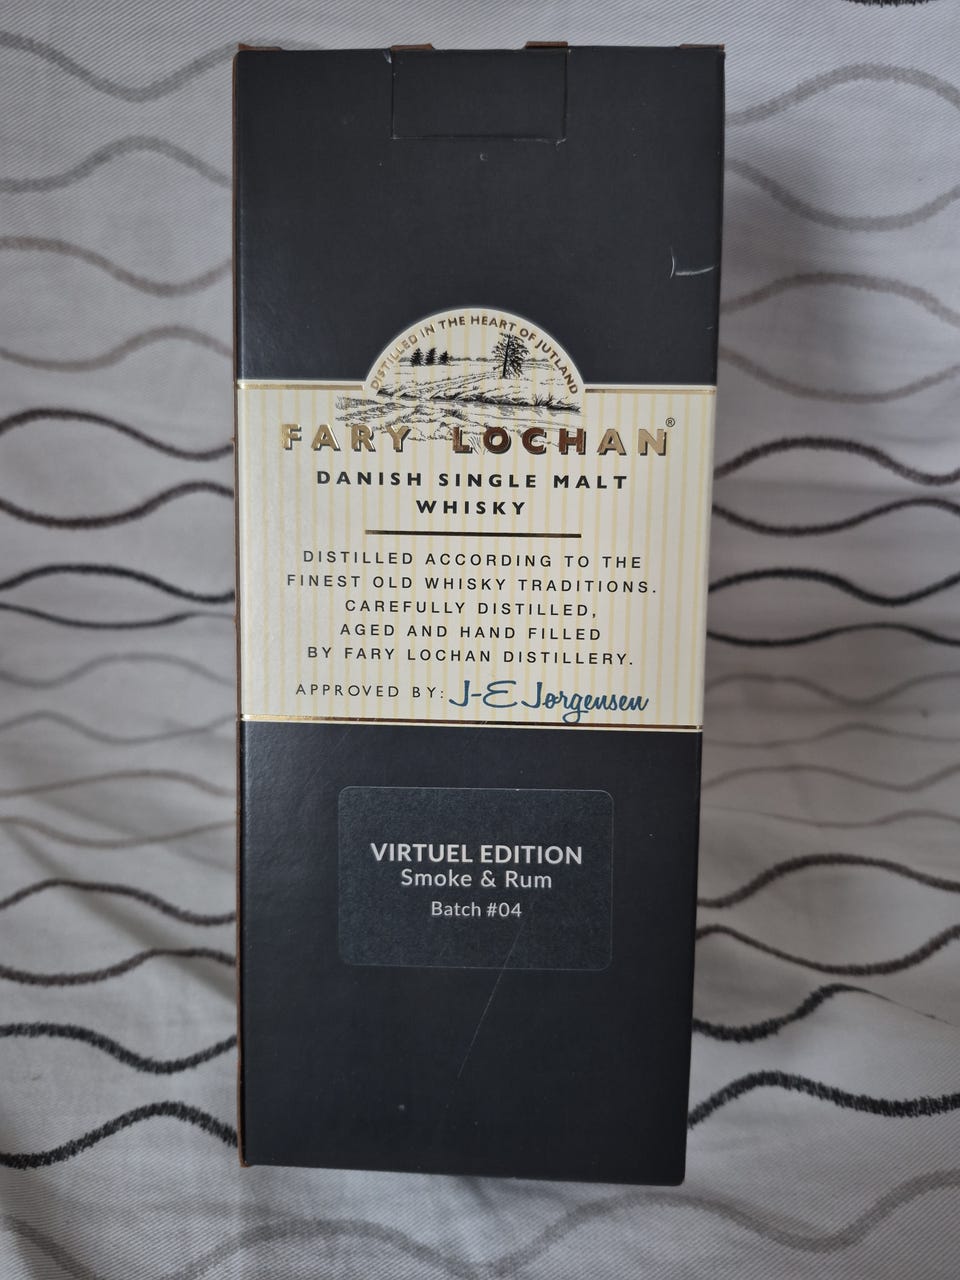 DISTILLED IN THE HEART OF JUTLAND
FARY LOCHAN®
DANISH SINGLE MALT
WHISKY
DISTILLED ACCORDING TO THE
FINEST OLD WHISKY TRADITIONS.
CAREFULLY DISTILLED,
AGED AND HAND FILLED
BY FARY LOCHAN DISTILLERY.
APPROVED BY: J-E Jørgensen
VIRTUEL EDITION
Smoke & Rum
Batch #04